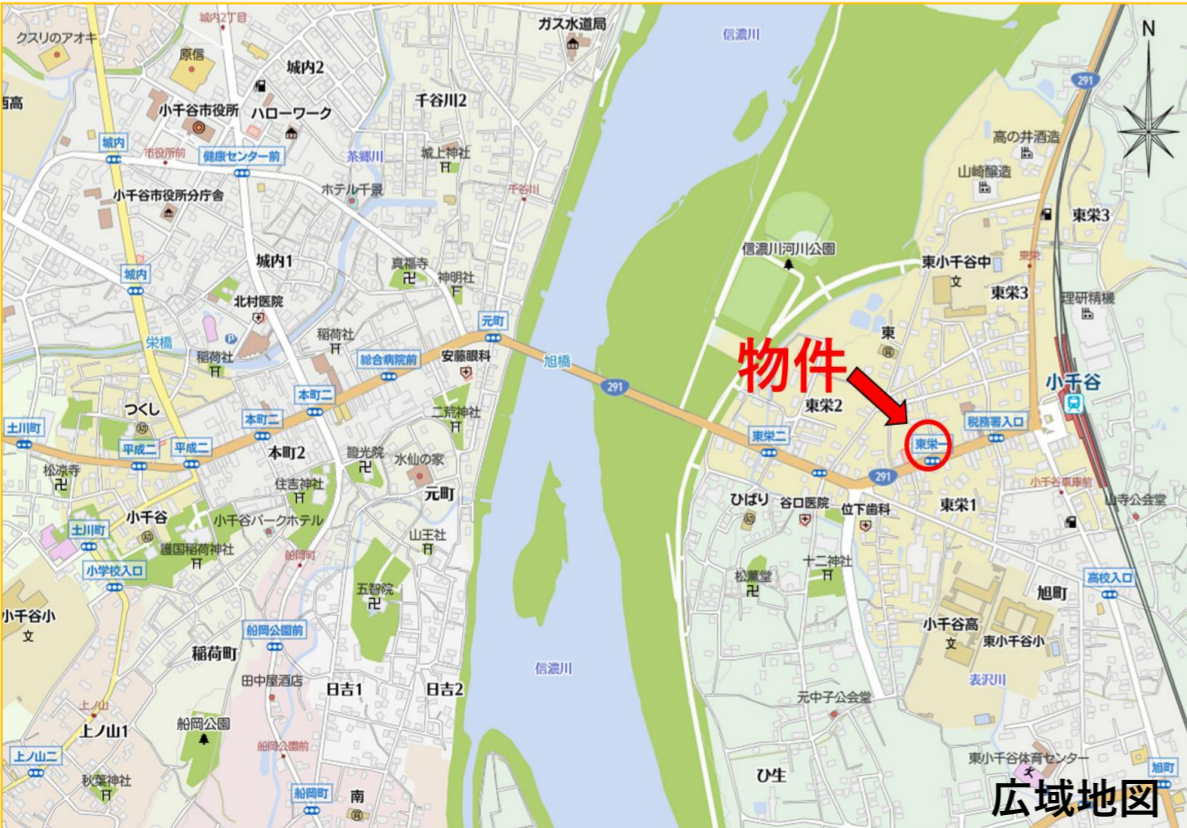 城内2丁目
クスリのアオキ
原信
ガス水道局
信濃川
N
291
西高
城内2
小千谷市役所
ハローワーク
千谷川2
高の井酒造
城内
市役所前
健康センター前
茶郷川
城上神社
山崎醸造
小千谷市役所分庁舎
ホテル千景
千谷川
東栄3
信濃川河川公園
東小千谷中
東栄
城内
城内1
真福寺
神明社
東栄3
理研精機
北村医院
稲荷社
元町
栄橋
稲荷社
総合病院前
安藤眼科
旭橋
291
東
物件
小千谷
本町二
東栄2
つくし
本町二
二荒神社
税務署入口
土川町
平成二
平成二
本町2
證光院
水仙の家
東栄二
東栄一
松凉寺
住吉神社
元町
291
小千谷車庫前
山寺公会堂
小千谷
小千谷パークホテル
ひばり
谷口医院
位下歯科
東栄1
土川町
護国稲荷神社
船岡町
山王社
小学校入口
五智院
松薫堂
十二神社
高校入口
旭町
小千谷小
船岡公園前
小千谷高
東小千谷小
稲荷町
信濃川
田中屋酒店
日吉1
日吉2
表沢川
上ノ山
元中子公会堂
上ノ山1
船岡公園
船岡公園前
上ノ山二
東小千谷体育センター
秋葉神社
ひ生
旭町
船岡町
南
広域地図